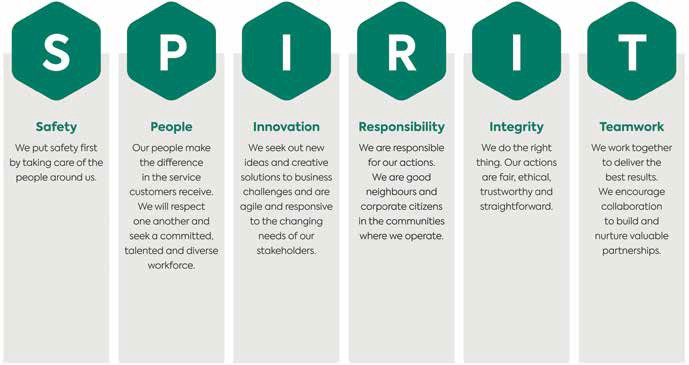 S
P
I
R
I
T
Safety
We put safety first
by taking care of the
people around us.
People
Our people make
the difference
in the service
customers receive.
We will respect
one another and
seek a committed,
talented and diverse
workforce.
Innovation
We seek out new
ideas and creative
solutions to business
challenges and are
agile and responsive
to the changing
needs of our
stakeholders.
Responsibility
We are responsible
for our actions.
We are good
neighbours and
corporate citizens
in the communities
where we operate.
Integrity
We do the right
thing. Our actions
are fair, ethical,
trustworthy and
straightforward.
Teamwork
We work together
to deliver the
best results.
We encourage
collaboration
to build and
nurture valuable
partnerships.